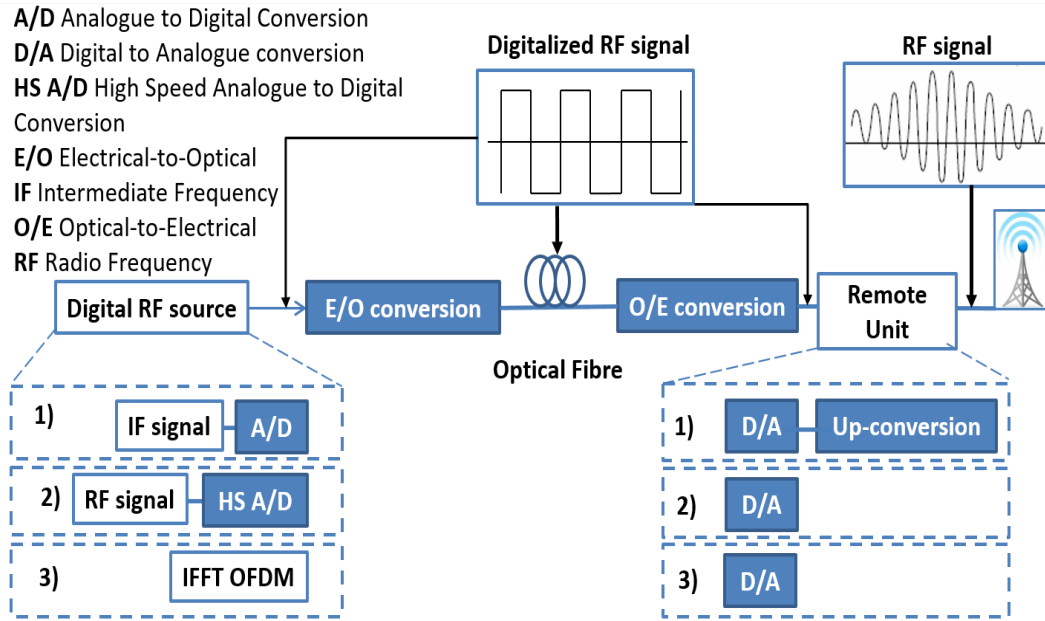 A/D Analogue to Digital Conversion
D/A Digital to Analogue conversion
HS A/D High Speed Analogue to Digital
Conversion
E/O Electrical-to-Optical
IF Intermediate Frequency
O/E Optical-to-Electrical
RF Radio Frequency
Digitalized RF signal
RF signal
Digital RF source
E/O conversion
O/E conversion
Remote
Unit
Optical Fibre
1)
IF signal
A/D
2)
RF signal
HS A/D
3)
IFFT OFDM
1)
D/A
Up-conversion
2)
D/A
3)
D/A